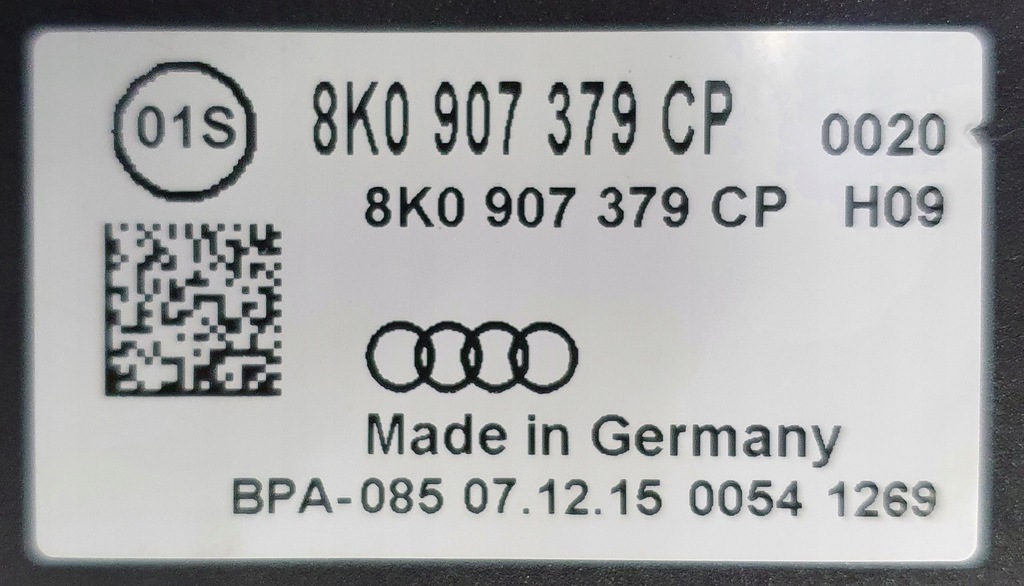 01S 8K0 907 379 CP 0020
8K0 907 379 CP H09
Made in Germany
BPA-085 07.12.15 0054 1269